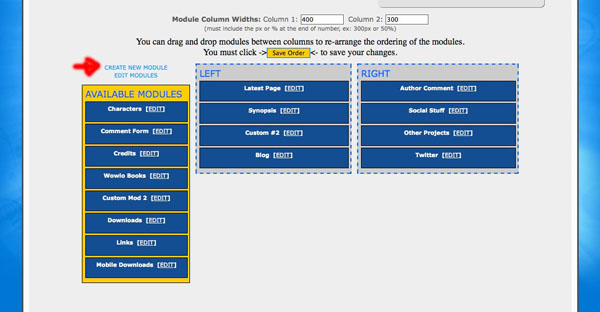 Module Column Widths: Column 1: 400 Column 2: 300
(must include the px or % at the end of number, ex: 300px or 50%)
You can drag and drop modules between columns to re-arrange the ordering of the modules.
You must click -> Save Order <- to save your changes.
CREATE NEW MODULE
EDIT MODULES
AVAILABLE MODULES
Characters [EDIT]
Comment Form [EDIT]
Credits [EDIT]
Wowio Books [EDIT]
Custom Mod 2 [EDIT]
Downloads [EDIT]
Links [EDIT]
Mobile Downloads [EDIT]
LEFT
Latest Page [EDIT]
Synopsis [EDIT]
Custom #2 [EDIT]
Blog [EDIT]
RIGHT
Author Comment [EDIT]
Social Stuff [EDIT]
Other Projects [EDIT]
Twitter [EDIT]